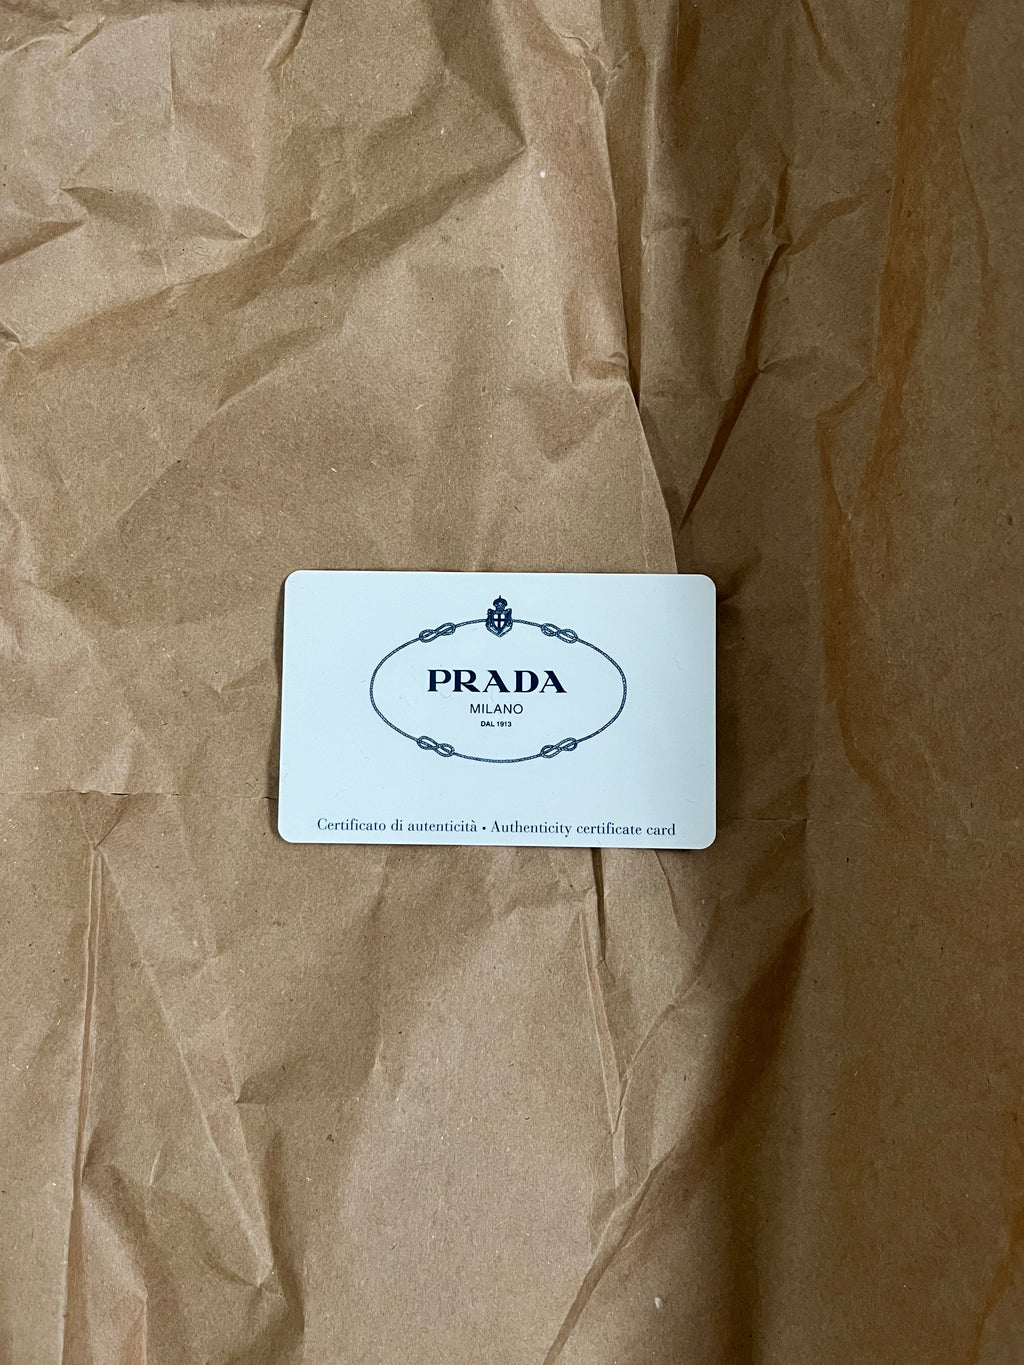 PRADA
MILANO
DAL 1913
Certificato di autenticità • Authenticity certificate card